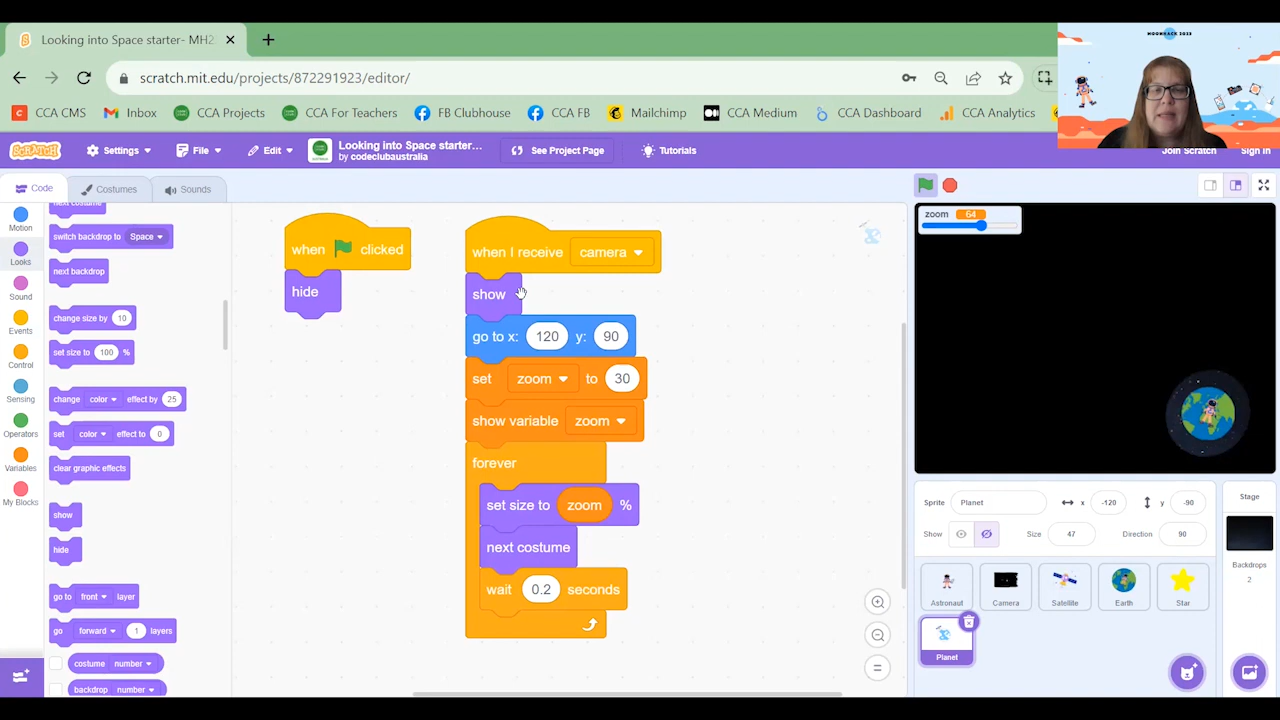 Looking into Space starter- MH2
MOONHACK 2023
scratch.mit.edu/projects/872291923/editor/
CCA CMS Inbox CCA Projects CCA For Teachers FB Clubhouse CCA FB Mailchimp CCA Medium CCA Dashboard CCA Analytics
SCRATCH Settings File Edit Looking into Space starter... See Project Page Tutorials Join Scratch Sign in
by codeclubaustralia
Code Costumes Sounds
zoom 64
Motion
Looks
Sound
Events
Control
Sensing
Operators
Variables
My Blocks
next costume
switch backdrop to Space
next backdrop
change size by 10
set size to 100 %
change color effect by 25
set color effect to 0
clear graphic effects
show
hide
go to front layer
go forward 1 layers
costume number
backdrop number
when clicked
hide
when I receive camera
show
go to x: 120 y: 90
set zoom to 30
show variable zoom
forever
set size to zoom %
next costume
wait 0.2 seconds
Sprite Planet x -120 y -90
Show Size 47 Direction 90
Astronaut Camera Satellite Earth Star
Planet
Stage
Backdrops
2